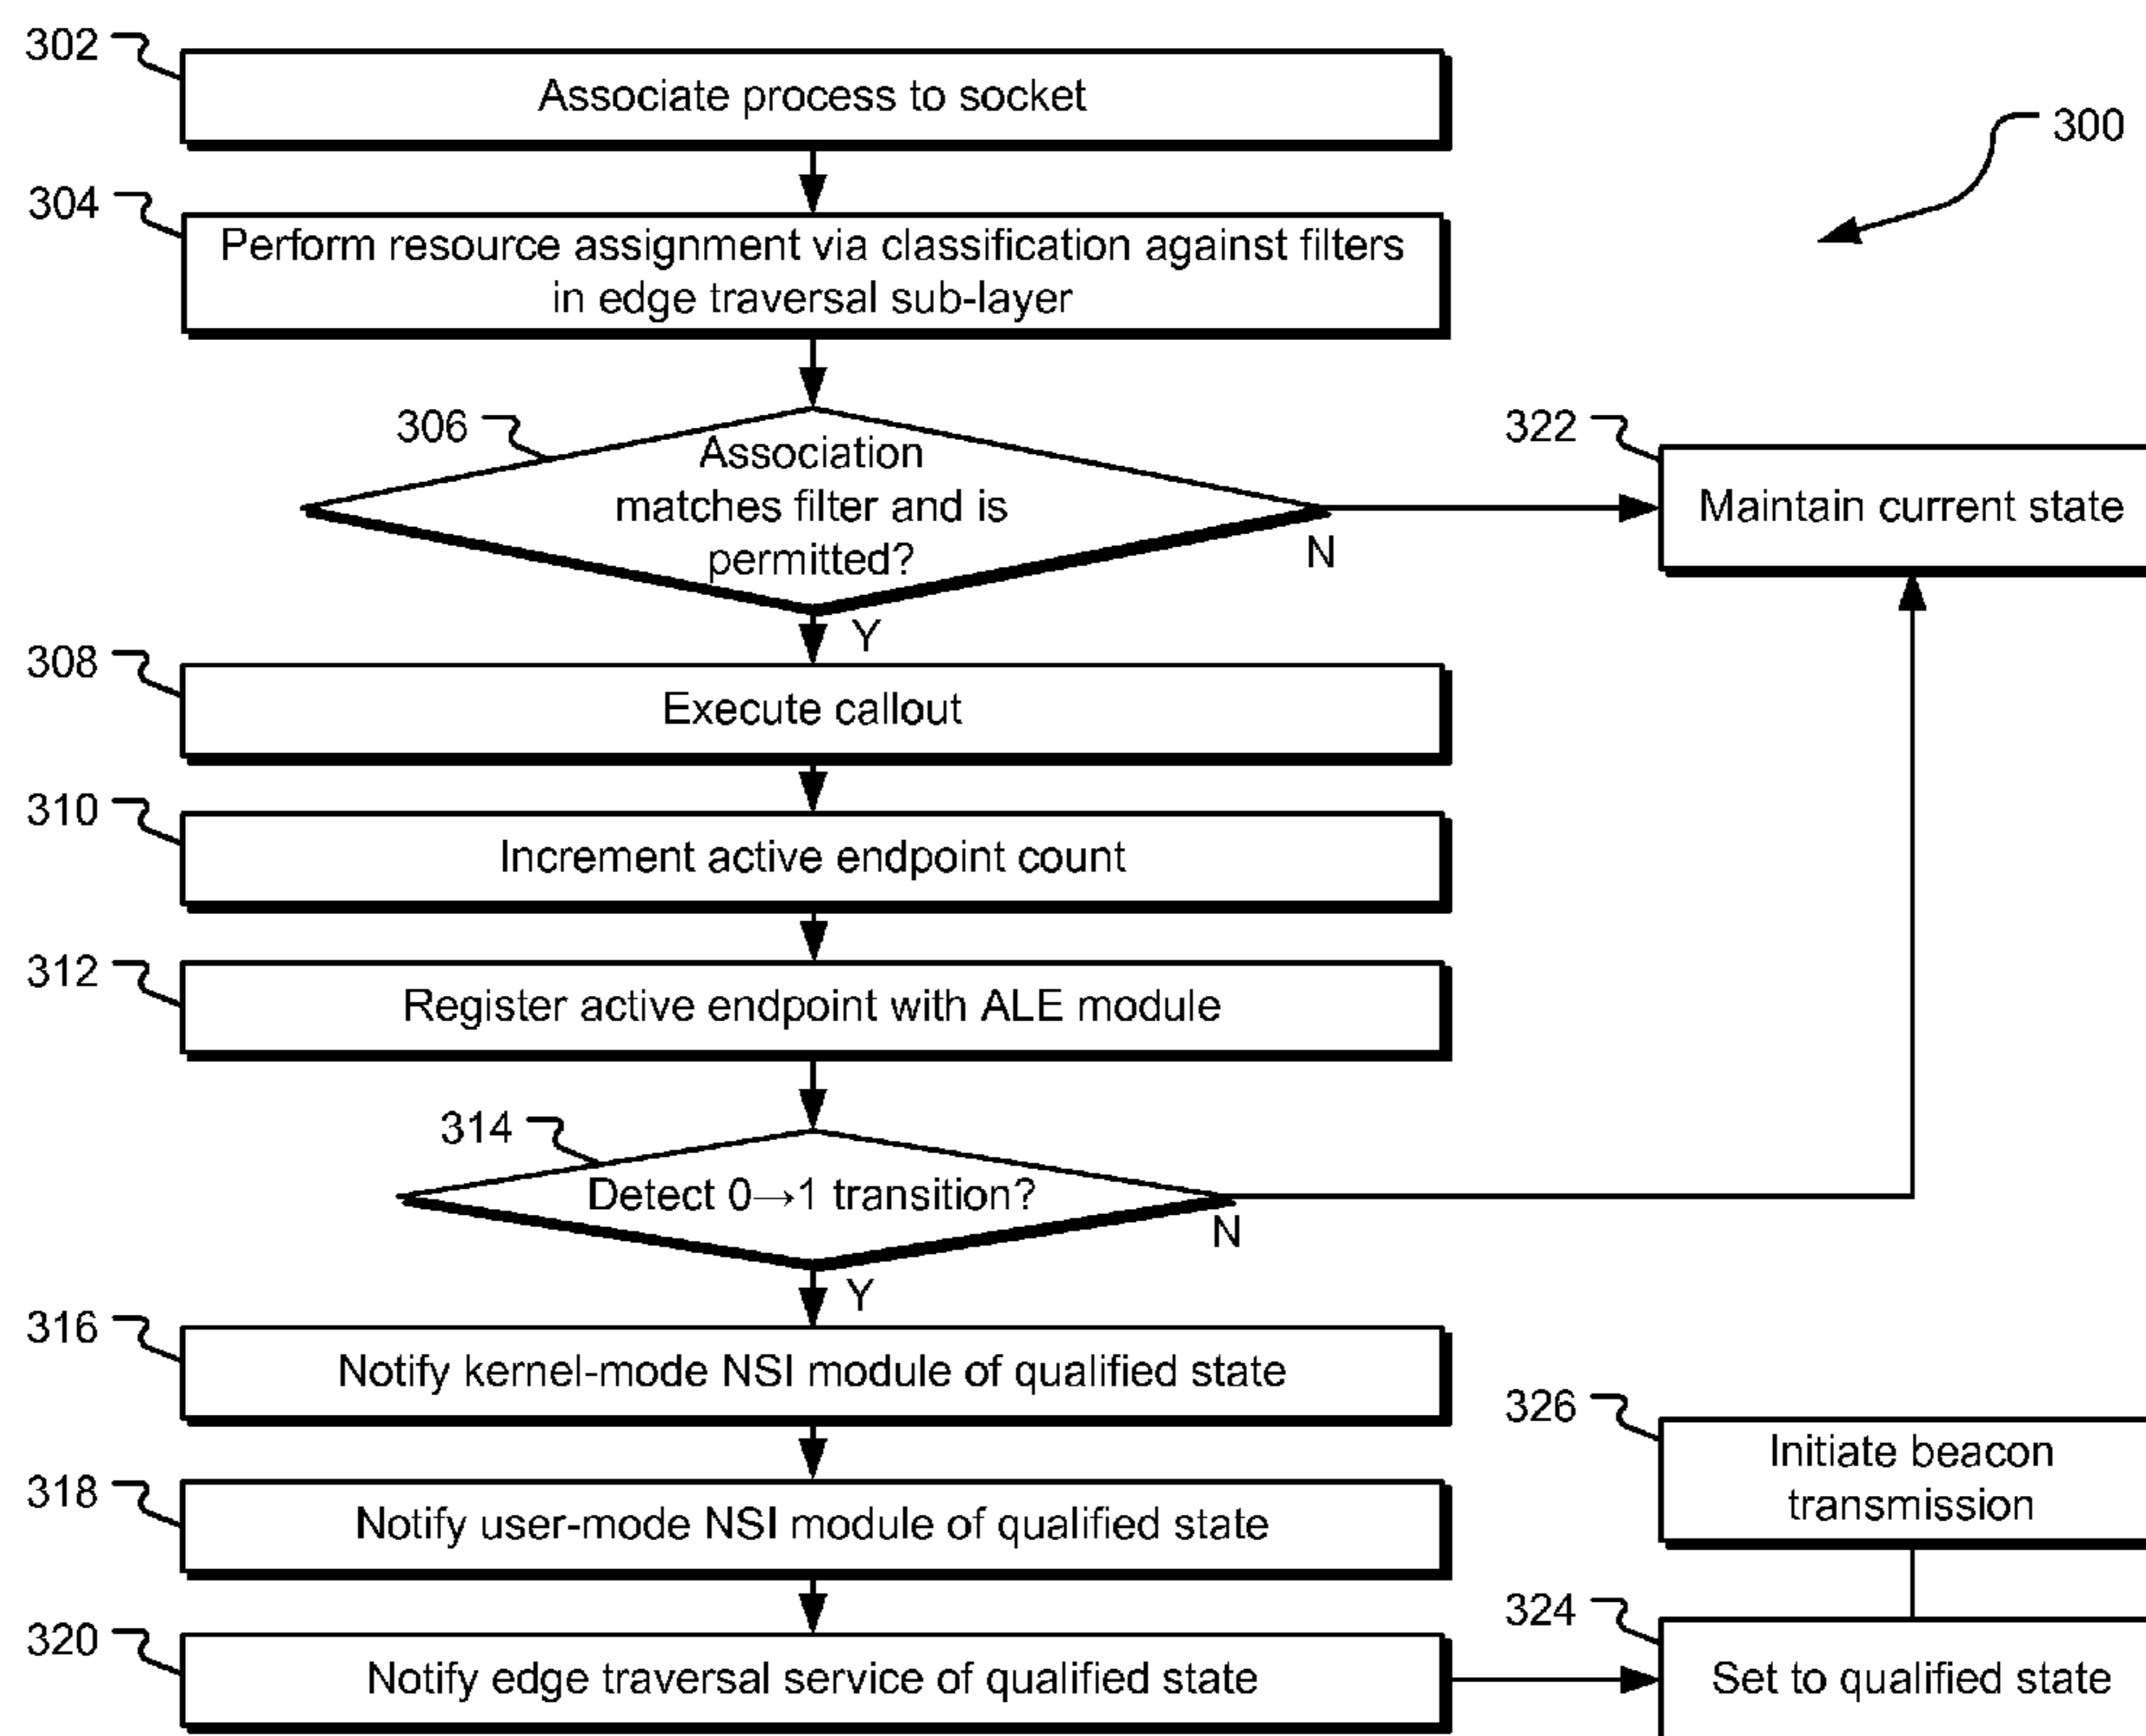 302
Associate process to socket
300
304
Perform resource assignment via classification against filters
in edge traversal sub-layer
306
Association
matches filter and is
permitted?
N
Y
322
Maintain current state
308
Execute callout
310
Increment active endpoint count
312
Register active endpoint with ALE module
314
Detect 0→1 transition?
N
Y
316
Notify kernel-mode NSI module of qualified state
318
Notify user-mode NSI module of qualified state
320
Notify edge traversal service of qualified state
326
Initiate beacon
transmission
324
Set to qualified state